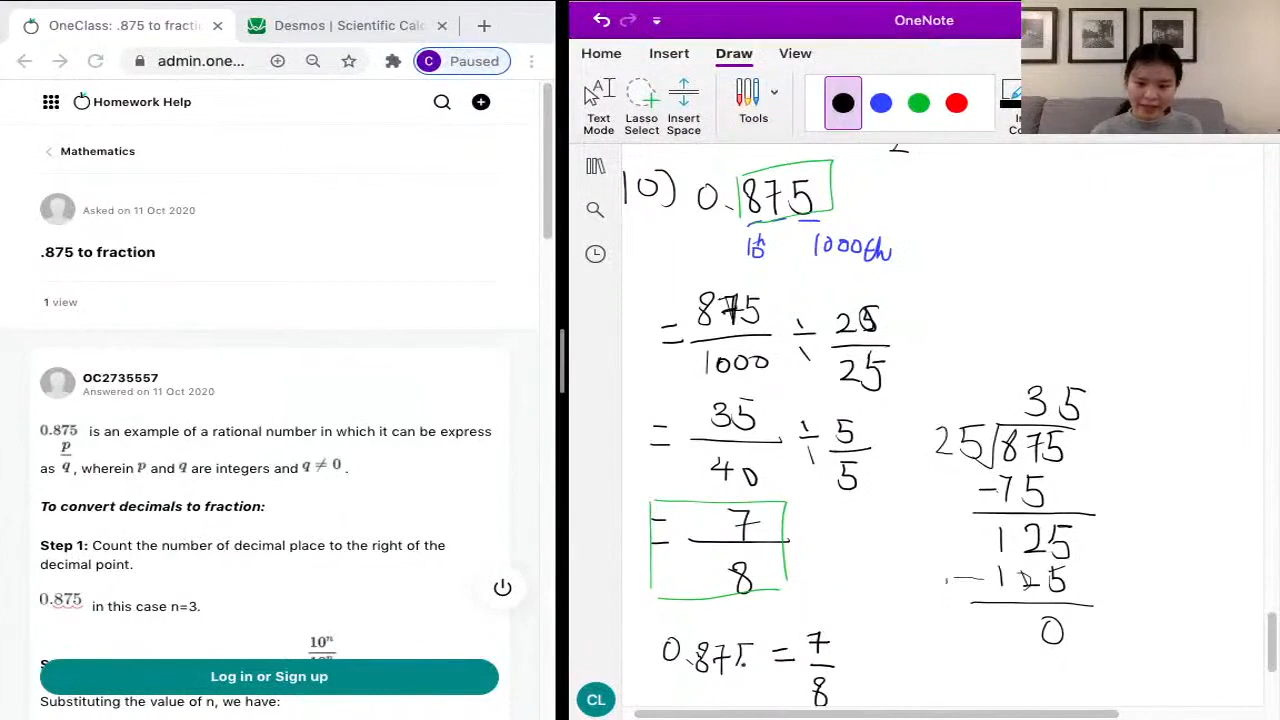 OneClass: .875 to fracti
Desmos | Scientific Calc
admin.one...
C Paused
Homework Help
Mathematics
Asked on 11 Oct 2020
.875 to fraction
1 view
OC2735557
Answered on 11 Oct 2020
0.875 is an example of a rational number in which it can be express
as p/q, wherein p and q are integers and q ≠ 0.
To convert decimals to fraction:
Step 1: Count the number of decimal place to the right of the
decimal point.
0.875 in this case n=3.
10^n
Log in or Sign up
Substituting the value of n, we have:
OneNote
Home Insert Draw View
Text Mode
Lasso Select
Insert Space
Tools
10) 0.875
1000th
= 875/1000 ÷ 25/25
= 35/40 ÷ 5/5
= 7/8
0.875 = 7/8
35
25 875
-75
125
-125
0
CL